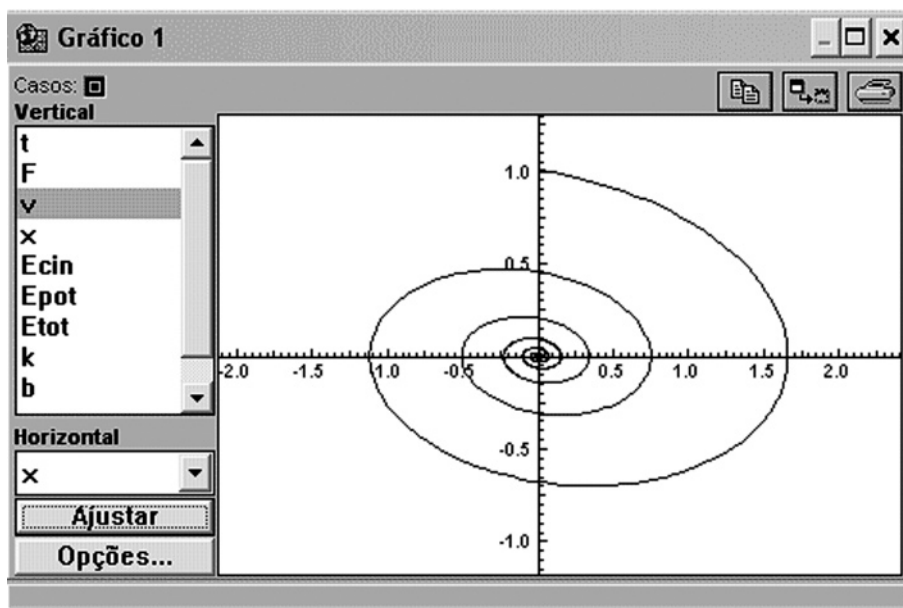 Gráfico 1
Casos:
Vertical
t
F
v
x
Ecin
Epot
Etot
k
b
Horizontal
x
Ajustar
Opções...
1.0
0.5
-2.0 -1.5 -1.0 -0.5 0.5 1.0 1.5 2.0
-0.5
-1.0